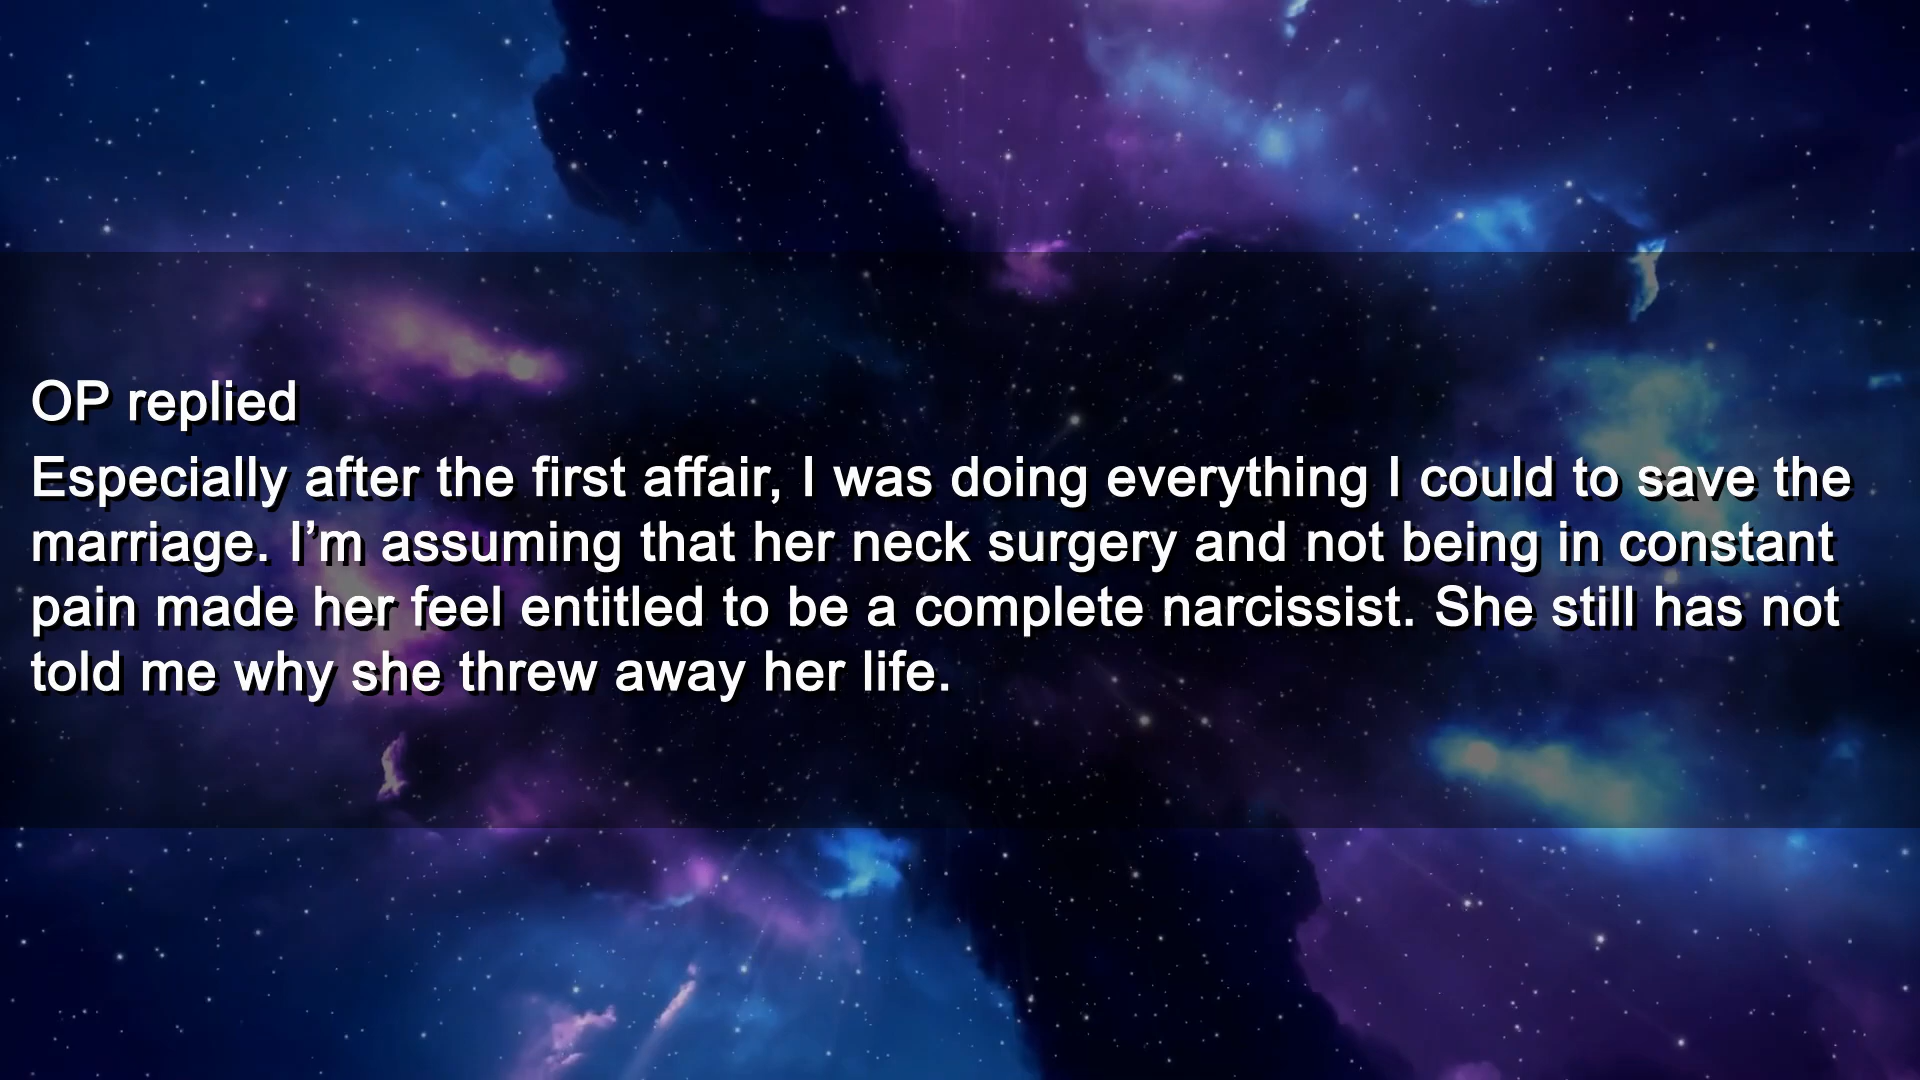 OP replied
Especially after the first affair, I was doing everything I could to save the
marriage. I’m assuming that her neck surgery and not being in constant
pain made her feel entitled to be a complete narcissist. She still has not
told me why she threw away her life.